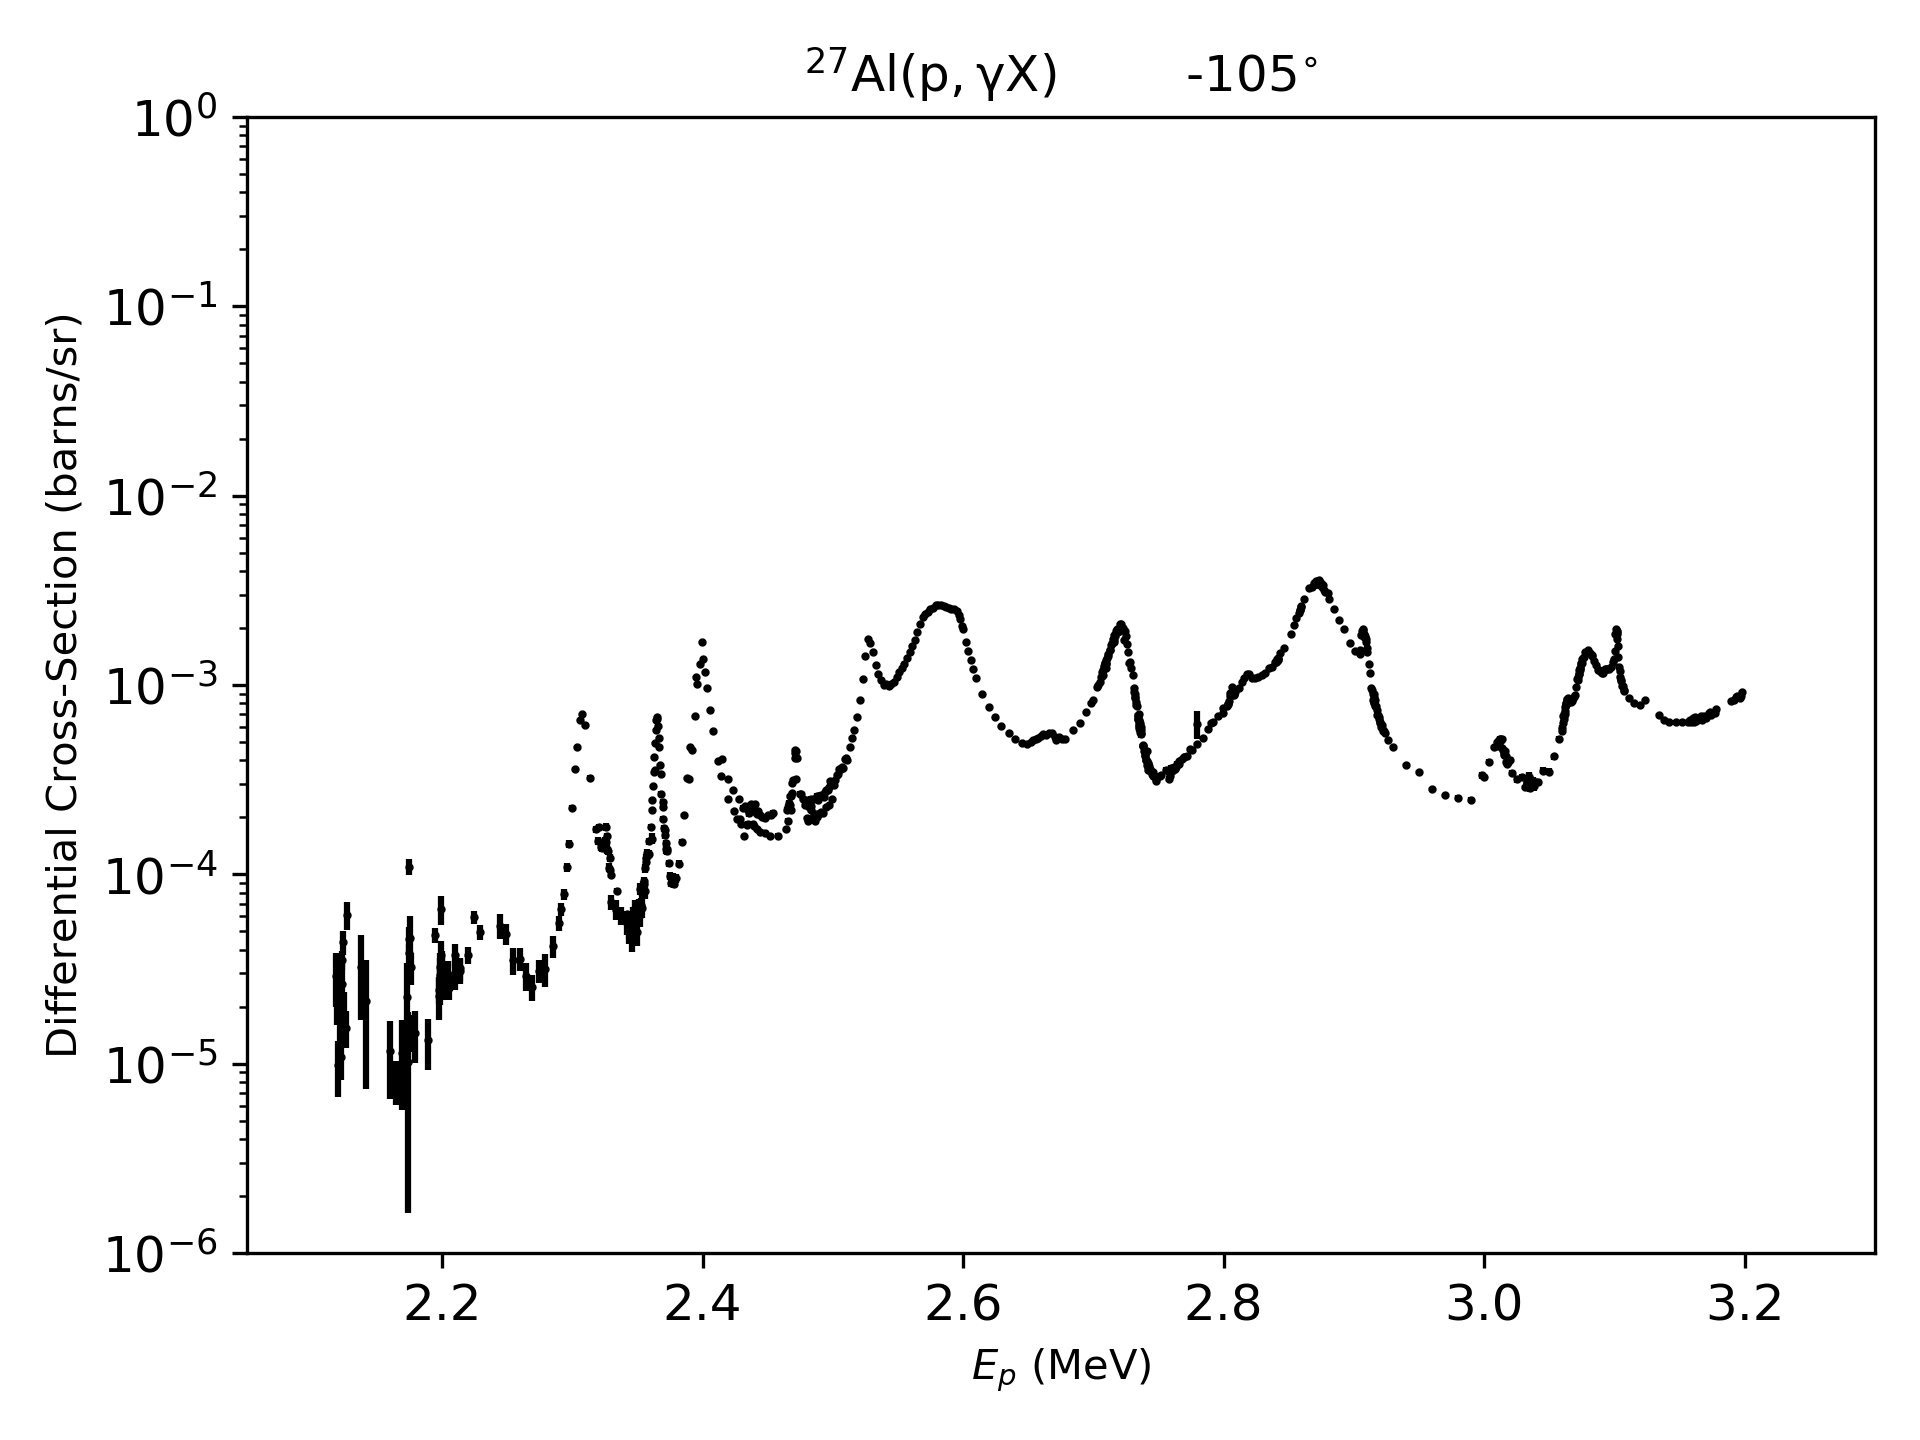 ²⁷Al(p, γX) -105°
10⁰
10⁻¹
10⁻²
10⁻³
10⁻⁴
10⁻⁵
10⁻⁶
Differential Cross-Section (barns/sr)
2.2 2.4 2.6 2.8 3.0 3.2
Eₚ (MeV)